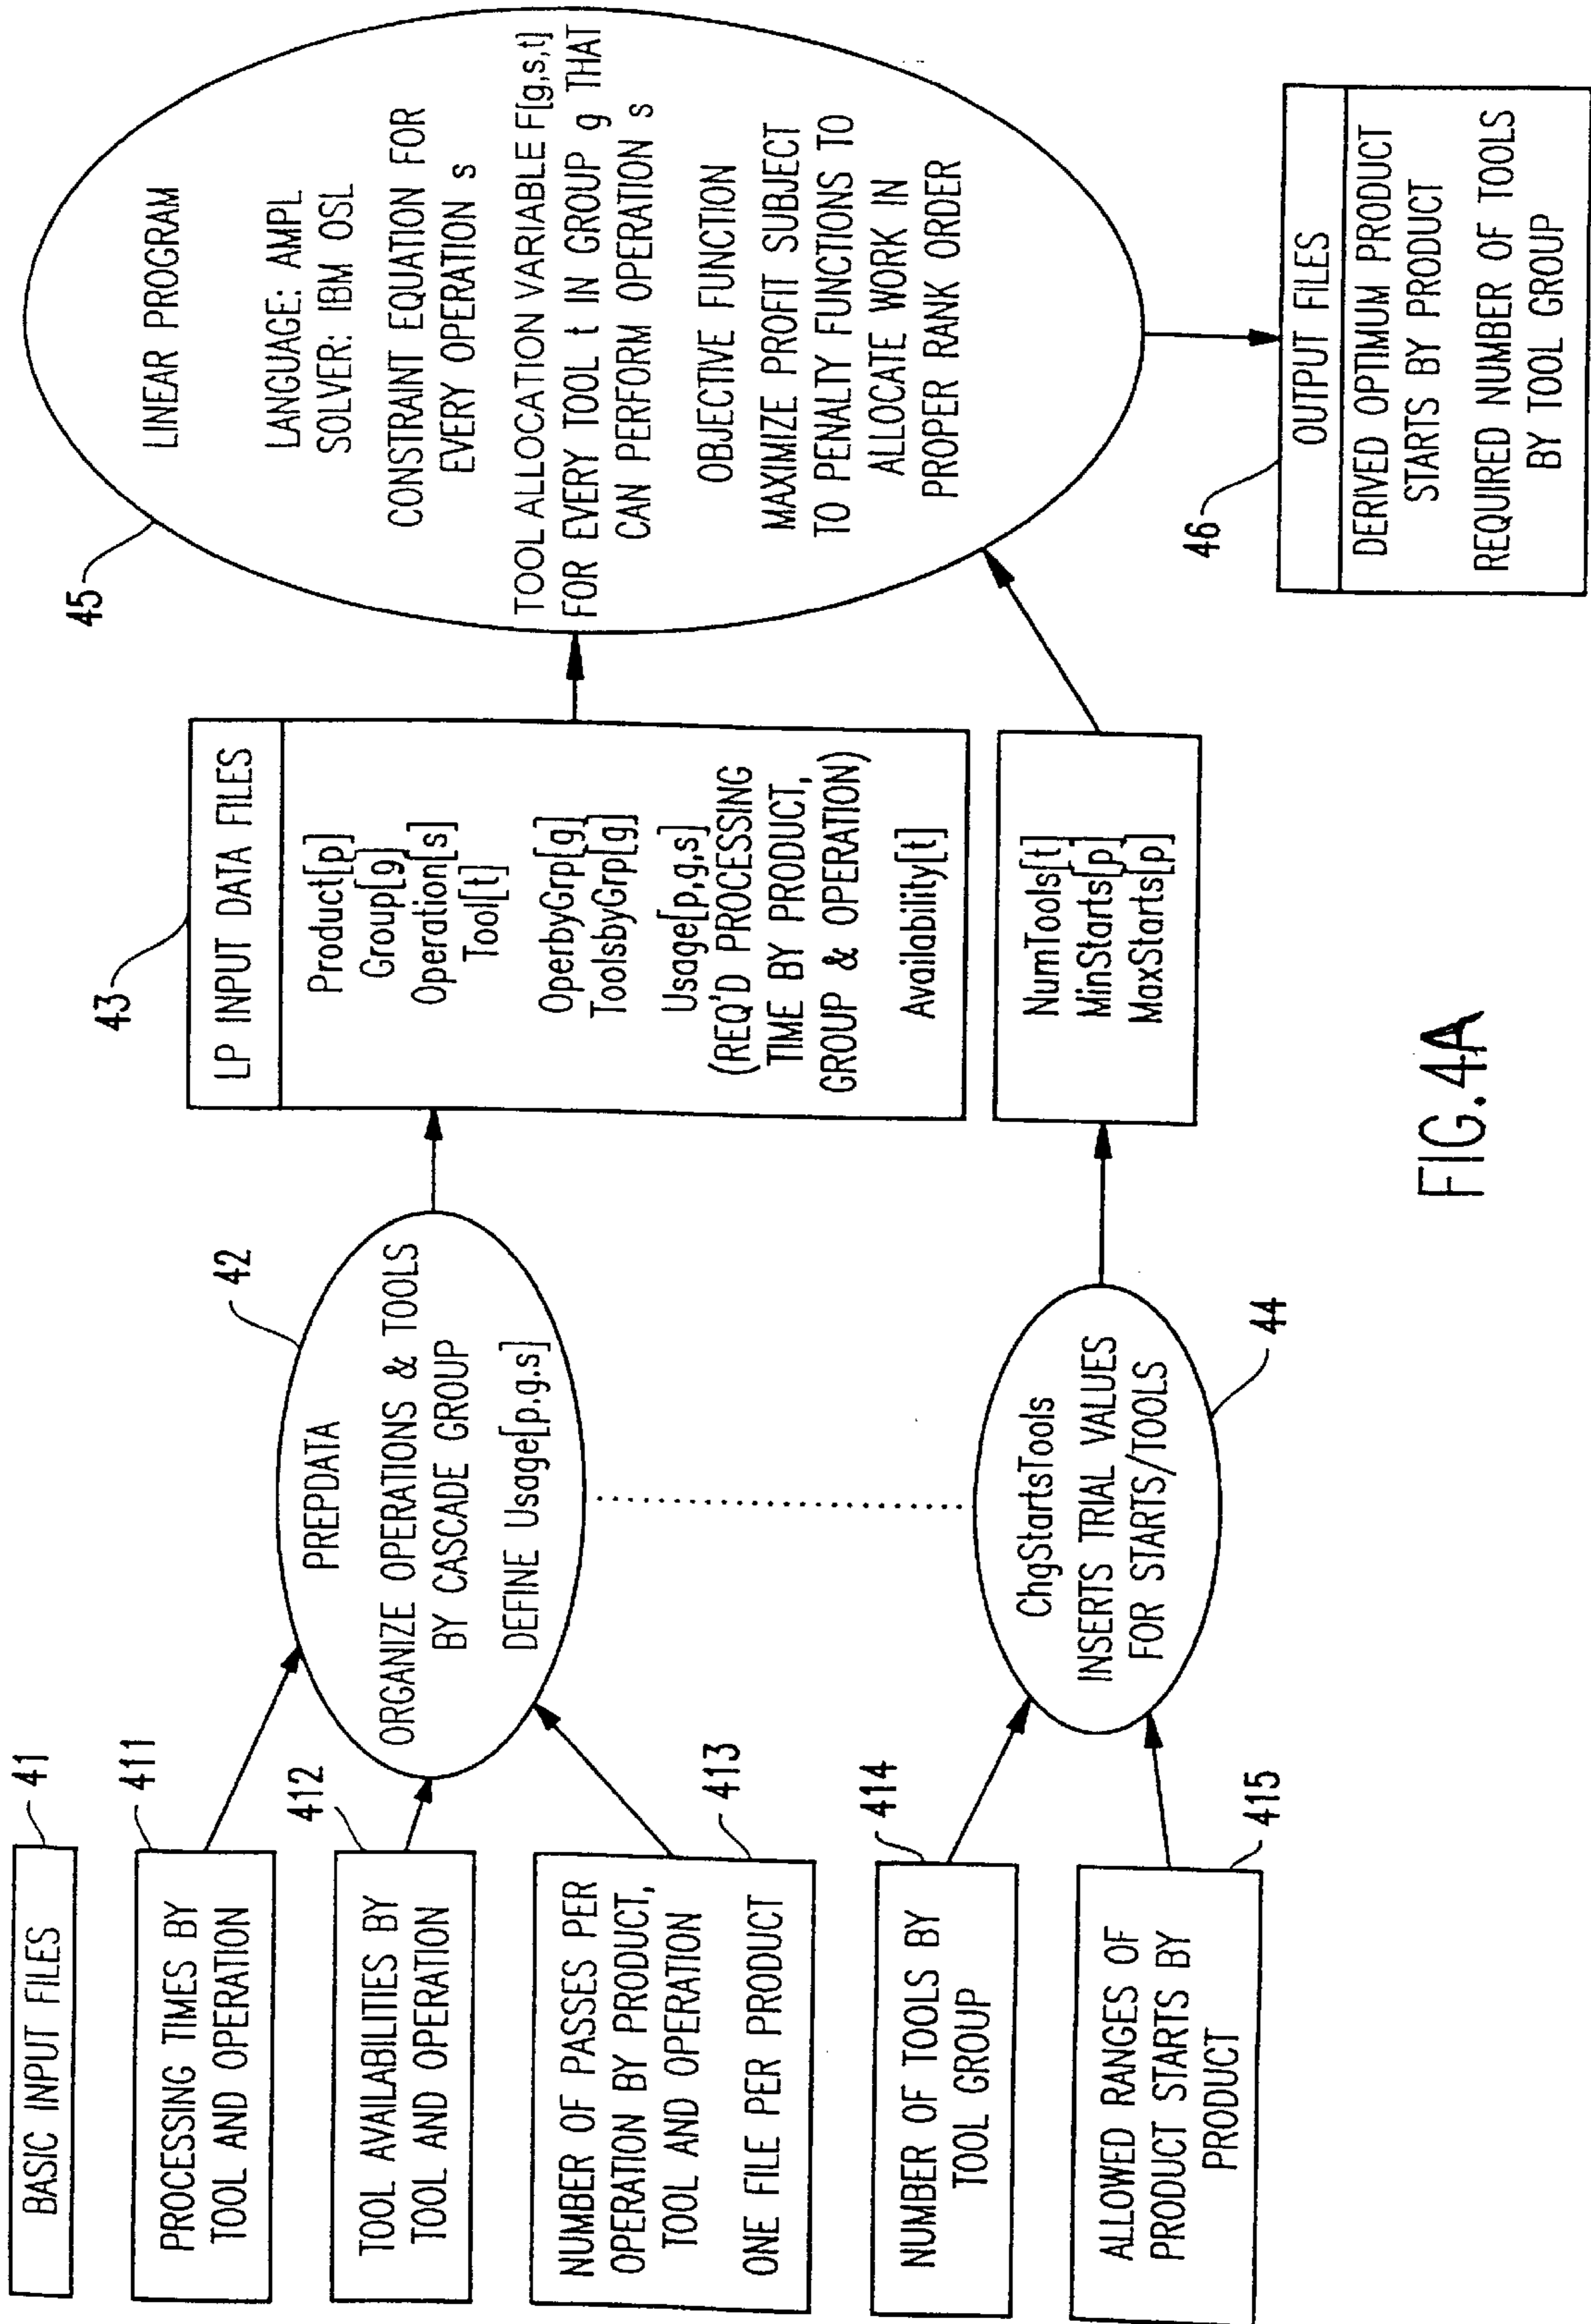 BASIC INPUT FILES
41
PROCESSING TIMES BY
TOOL AND OPERATION
411
TOOL AVAILABILITIES BY
TOOL AND OPERATION
412
NUMBER OF PASSES PER
OPERATION BY PRODUCT,
TOOL AND OPERATION
ONE FILE PER PRODUCT
413
NUMBER OF TOOLS BY
TOOL GROUP
414
ALLOWED RANGES OF
PRODUCT STARTS BY
PRODUCT
415
PREPDATA
ORGANIZE OPERATIONS & TOOLS
BY CASCADE GROUP
DEFINE Usage[p.g.s]
42
ChgStartsTools
INSERTS TRIAL VALUES
FOR STARTS/TOOLS
44
43
LP INPUT DATA FILES
Product[p]
Group[g]
Operation[s]
Tool[t]
OperbyGrp[g]
ToolsbyGrp[g]
Usage[p,g,s]
(REQ'D PROCESSING
TIME BY PRODUCT,
GROUP & OPERATION)
Availability[t]
NumTools[t]
MinStarts[p]
MaxStarts[p]
45
LINEAR PROGRAM
LANGUAGE: AMPL
SOLVER: IBM OSL
CONSTRAINT EQUATION FOR
EVERY OPERATION s
TOOL ALLOCATION VARIABLE F[g,s,t]
FOR EVERY TOOL t IN GROUP g THAT
CAN PERFORM OPERATION s
OBJECTIVE FUNCTION
MAXIMIZE PROFIT SUBJECT
TO PENALTY FUNCTIONS TO
ALLOCATE WORK IN
PROPER RANK ORDER
46
OUTPUT FILES
DERIVED OPTIMUM PRODUCT
STARTS BY PRODUCT
REQUIRED NUMBER OF TOOLS
BY TOOL GROUP
FIG.4A